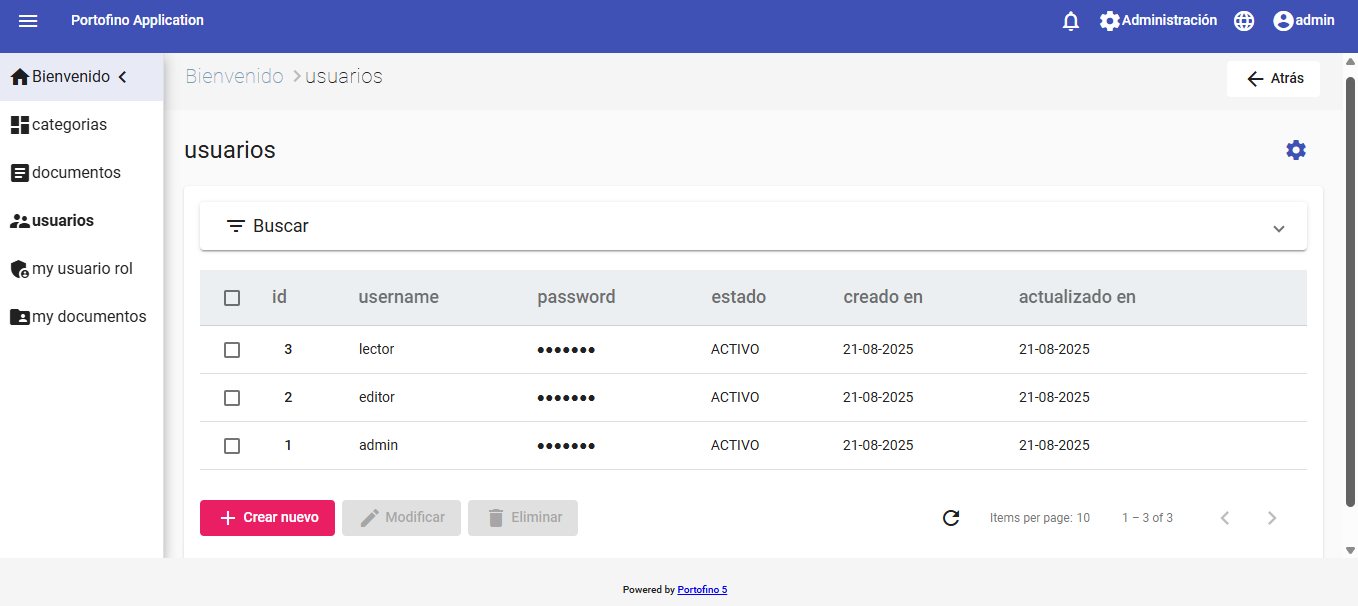 Portofino Application
Administración
admin
Bienvenido
categorias
documentos
usuarios
my usuario rol
my documentos
Bienvenido > usuarios
Atrás
usuarios
Buscar
id username password estado creado en actualizado en
3 lector ••••••• ACTIVO 21-08-2025 21-08-2025
2 editor ••••••• ACTIVO 21-08-2025 21-08-2025
1 admin ••••••• ACTIVO 21-08-2025 21-08-2025
Crear nuevo Modificar Eliminar Items per page: 10 1 – 3 of 3
Powered by Portofino 5